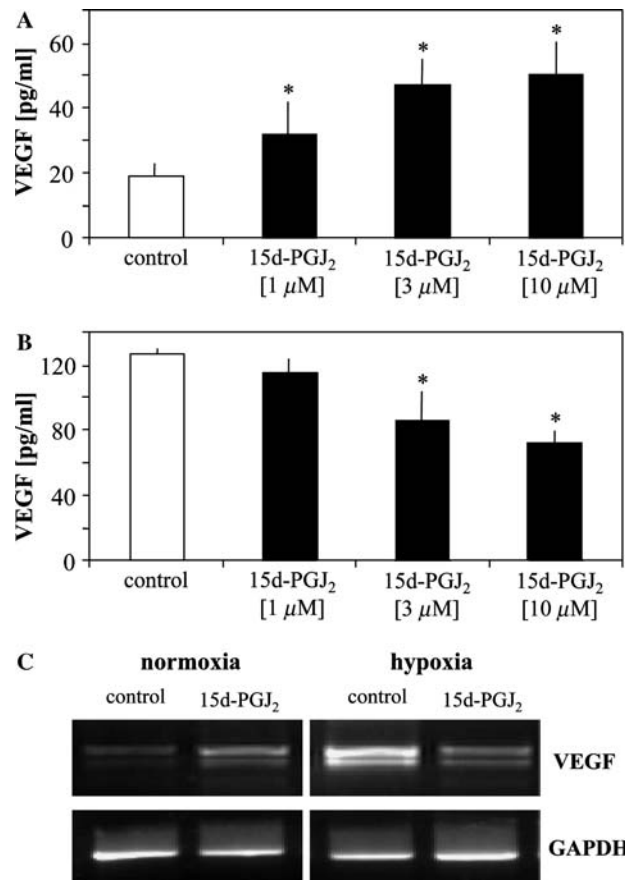 A
VEGF [pg/ml]
60
40
20
0
*
*
*
control
15d-PGJ₂
[1 μM]
15d-PGJ₂
[3 μM]
15d-PGJ₂
[10 μM]
B
VEGF [pg/ml]
120
80
40
0
*
*
control
15d-PGJ₂
[1 μM]
15d-PGJ₂
[3 μM]
15d-PGJ₂
[10 μM]
C
normoxia
hypoxia
control
15d-PGJ₂
control
15d-PGJ₂
VEGF
GAPDH